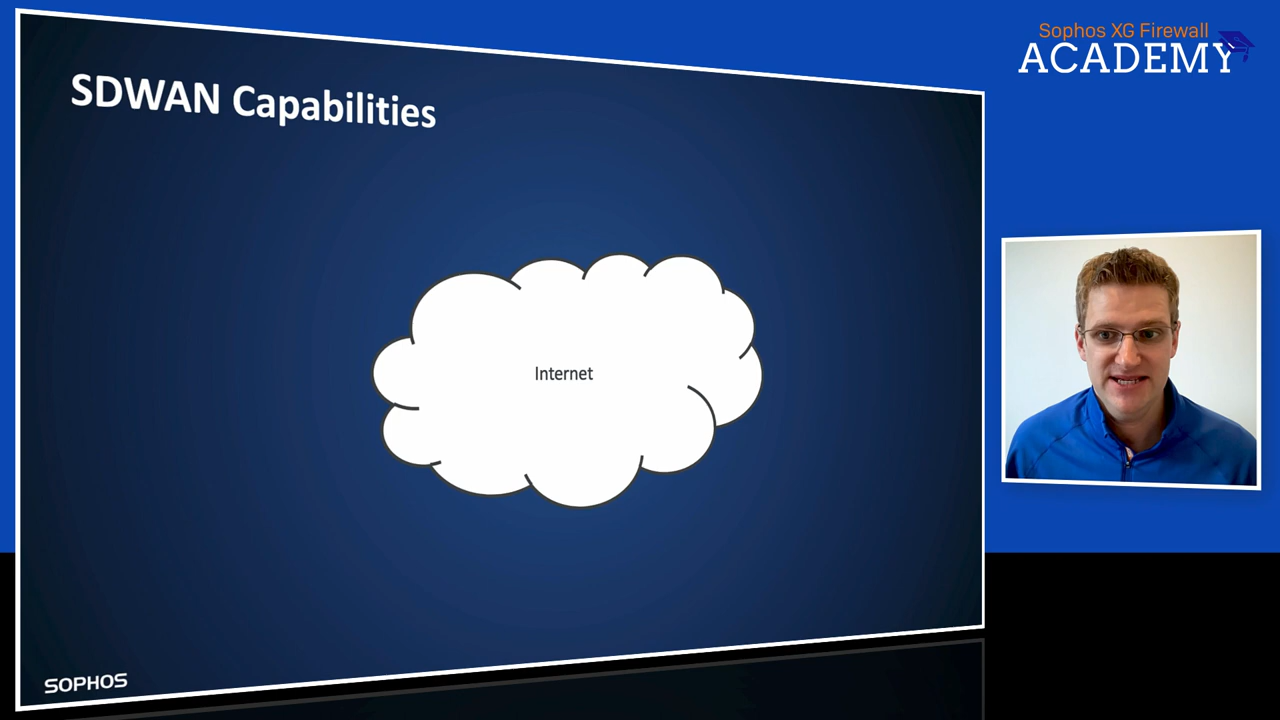 SDWAN Capabilities
Internet
SOPHOS
Sophos XG Firewall
ACADEMY